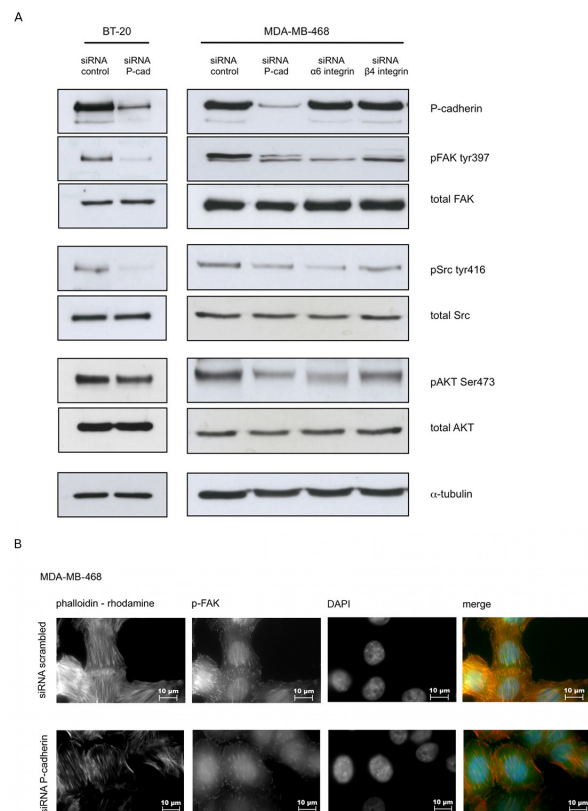 A
BT-20
MDA-MB-468
siRNA control
siRNA P-cad
siRNA control
siRNA P-cad
siRNA α6 integrin
siRNA β4 integrin
P-cadherin
pFAK tyr397
total FAK
pSrc tyr416
total Src
pAKT Ser473
total AKT
α-tubulin
B
MDA-MB-468
phalloidin - rhodamine
p-FAK
DAPI
merge
siRNA scrambled
10 µm
10 µm
10 µm
10 µm
siRNA P-cadherin
10 µm
10 µm
10 µm
10 µm